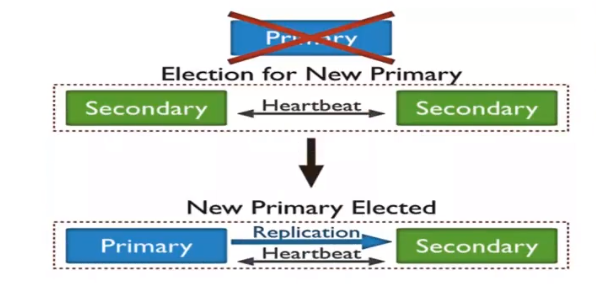 Primary
Election for New Primary
Secondary Heartbeat Secondary
New Primary Elected
Replication
Primary Secondary
Heartbeat